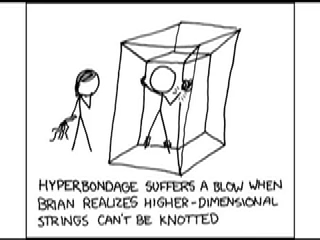 HYPERBONDAGE SUFFERS A BLOW WHEN
BRIAN REALIZES HIGHER-DIMENSIONAL
STRINGS CAN'T BE KNOTTED